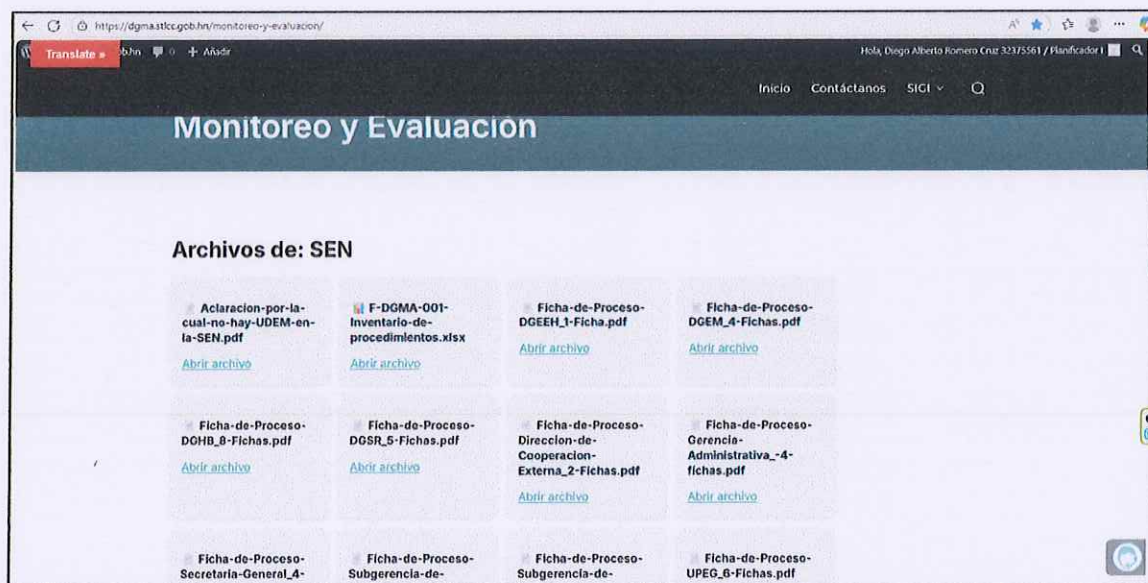 https://dgma.stlcc.gob.hn/monitoreo-y-evaluacion/
Translate »
b.hn 0 + Añadir
Hola, Diego Alberto Romero Cruz 32375561 / Planificador I
Inicio Contáctanos SIGI
Monitoreo y Evaluación
Archivos de: SEN
Aclaracion-por-la-
cual-no-hay-UDEM-en-
la-SEN.pdf
Abrir archivo
F-DGMA-001-
Inventario-de-
procedimientos.xlsx
Abrir archivo
Ficha-de-Proceso-
DGEEH_1-Ficha.pdf
Abrir archivo
Ficha-de-Proceso-
DGEM_4-Fichas.pdf
Abrir archivo
Ficha-de-Proceso-
DGHB_8-Fichas.pdf
Abrir archivo
Ficha-de-Proceso-
DGSR_5-Fichas.pdf
Abrir archivo
Ficha-de-Proceso-
Direccion-de-
Cooperacion-
Externa_2-Fichas.pdf
Abrir archivo
Ficha-de-Proceso-
Gerencia-
Administrativa_-4-
fichas.pdf
Abrir archivo
Ficha-de-Proceso-
Secretaria-General_4-
Ficha-de-Proceso-
Subgerencia-de-
Ficha-de-Proceso-
Subgerencia-de-
Ficha-de-Proceso-
UPEG_6-Fichas.pdf